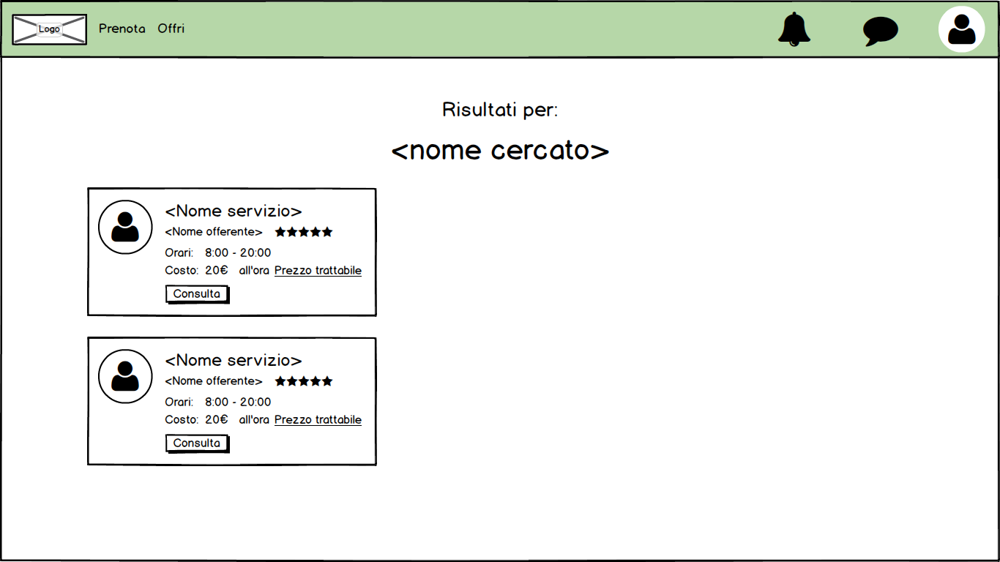 Logo Prenota Offri
Risultati per:
<nome cercato>
<Nome servizio>
<Nome offerente>
Orari: 8:00 - 20:00
Costo: 20€ all'ora Prezzo trattabile
Consulta
<Nome servizio>
<Nome offerente>
Orari: 8:00 - 20:00
Costo: 20€ all'ora Prezzo trattabile
Consulta